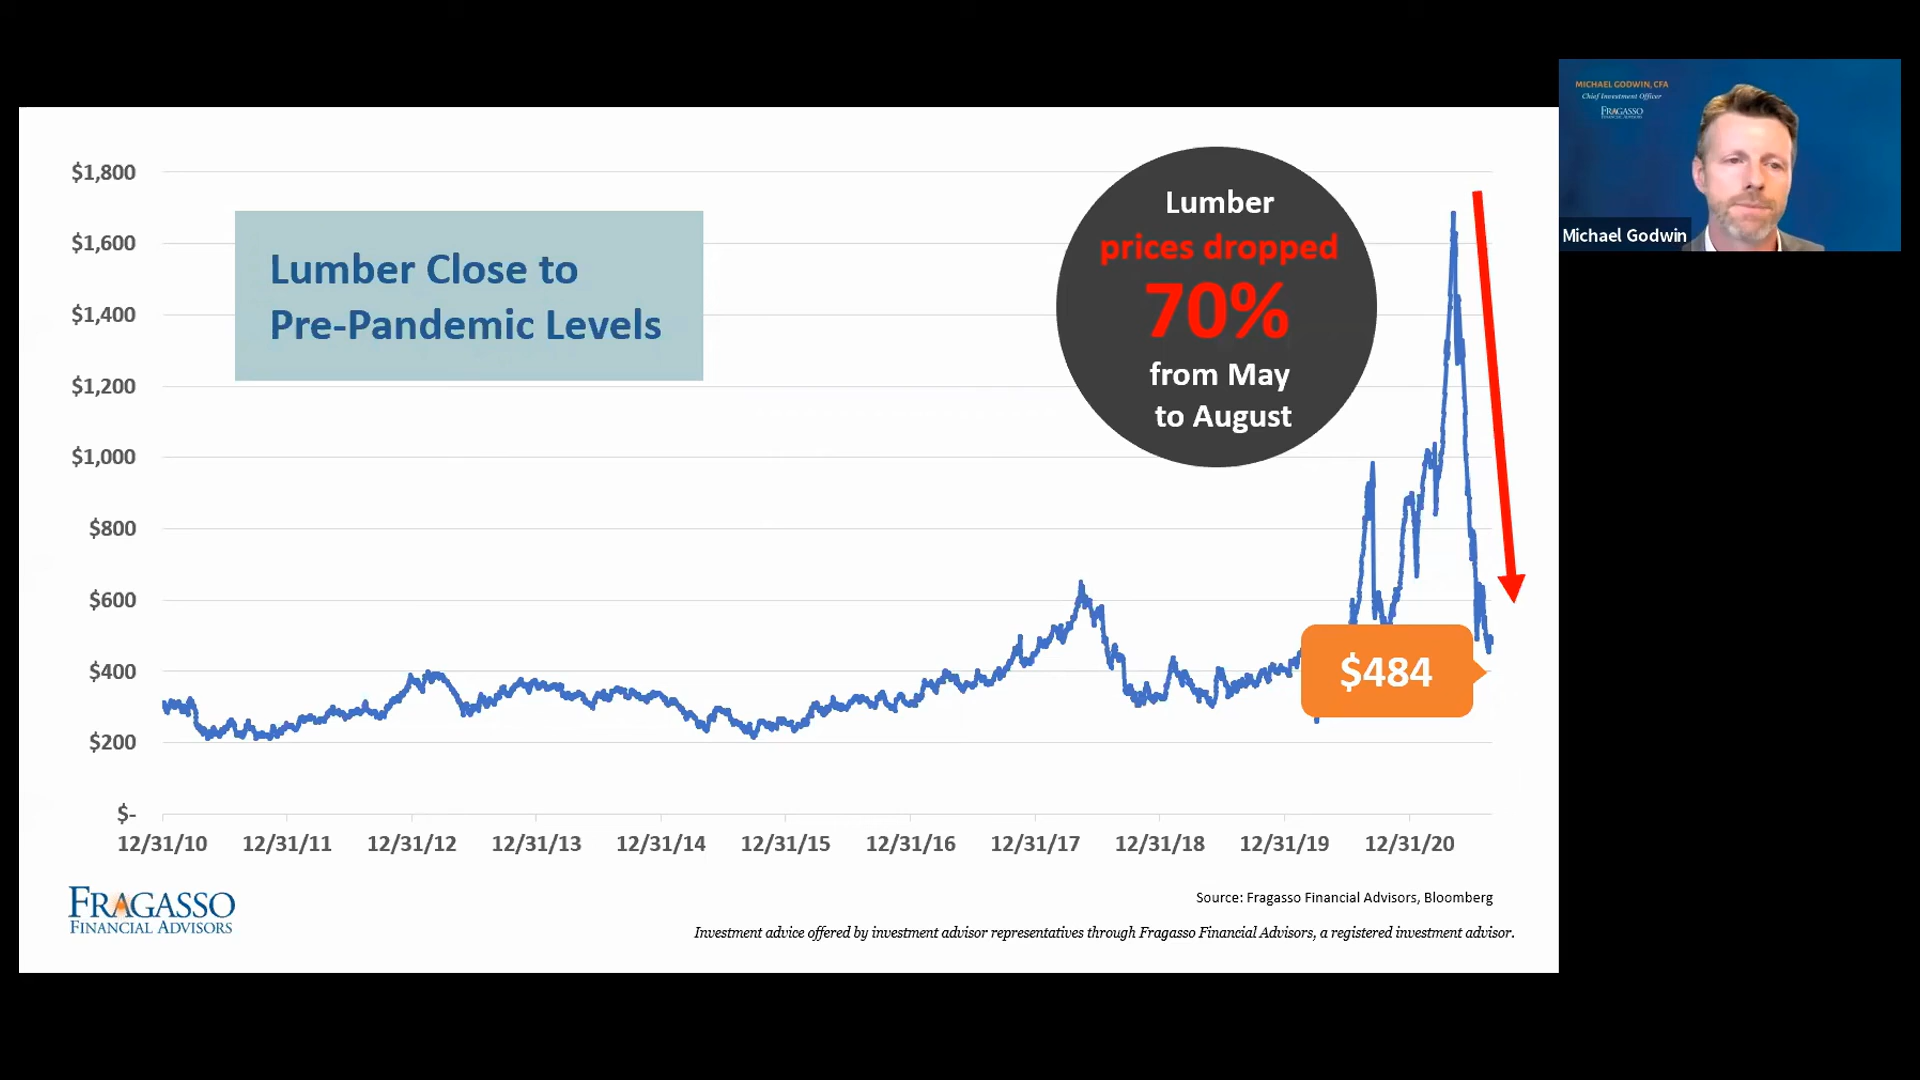 $1,800
$1,600
$1,400
$1,200
$1,000
$800
$600
$400
$200
$-
Lumber Close to
Pre-Pandemic Levels
Lumber
prices dropped
70%
from May
to August
$484
12/31/10 12/31/11 12/31/12 12/31/13 12/31/14 12/31/15 12/31/16 12/31/17 12/31/18 12/31/19 12/31/20
FRAGASSO
FINANCIAL ADVISORS
Source: Fragasso Financial Advisors, Bloomberg
Investment advice offered by investment advisor representatives through Fragasso Financial Advisors, a registered investment advisor.
MICHAEL GODWIN, CFA
Chief Investment Officer
FRAGASSO
FINANCIAL ADVISORS
Michael Godwin